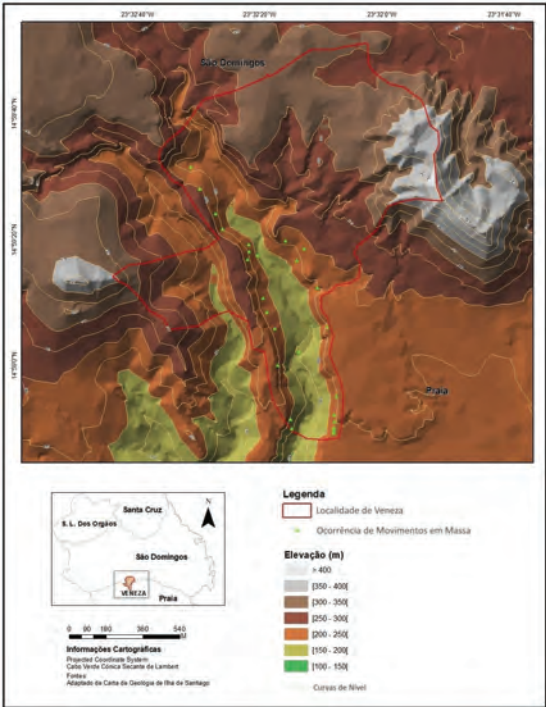 23°32'40"W 23°32'20"W 23°32'0"W 23°31'40"W
São Domingos
Praia
Santa Cruz
S. L. Dos Orgãos
São Domingos
VENEZA
Praia
N
0 90 180 360 540
M
Informações Cartográficas
Projected Coordinate System
Cabo Verde Cónica Secante de Lambert
Fontes:
Adaptado da Carta da Geologia de Ilha de Santiago
Legenda
Localidade de Veneza
Ocorrência de Movimentos em Massa
Elevação (m)
> 400
[350 - 400[
[300 - 350[
[250 - 300[
[200 - 250[
[150 - 200[
[100 - 150[
Curvas de Nível